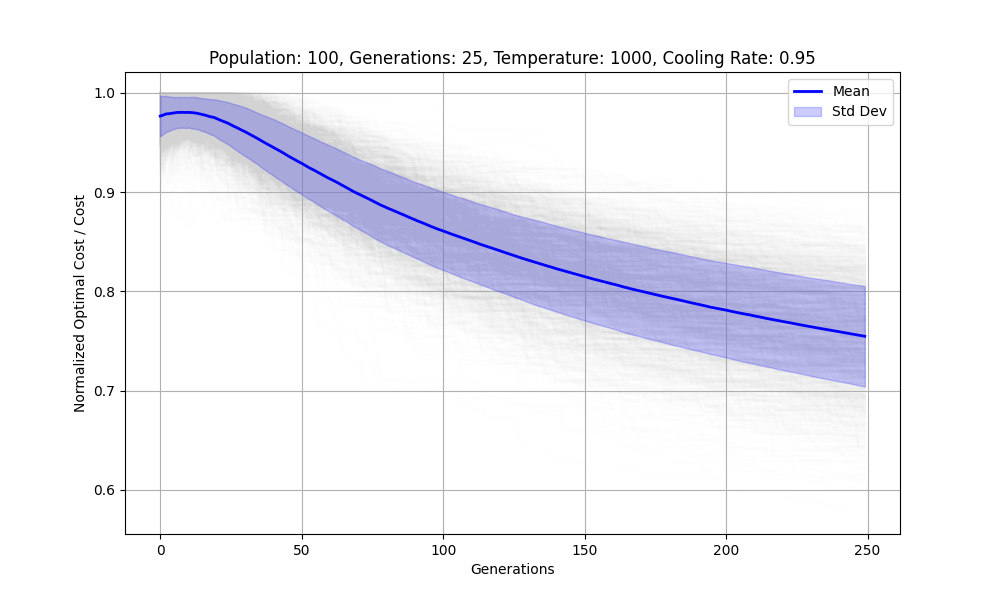 Population: 100, Generations: 25, Temperature: 1000, Cooling Rate: 0.95
Mean
Std Dev
Normalized Optimal Cost / Cost
1.0
0.9
0.8
0.7
0.6
0
50
100
150
200
250
Generations